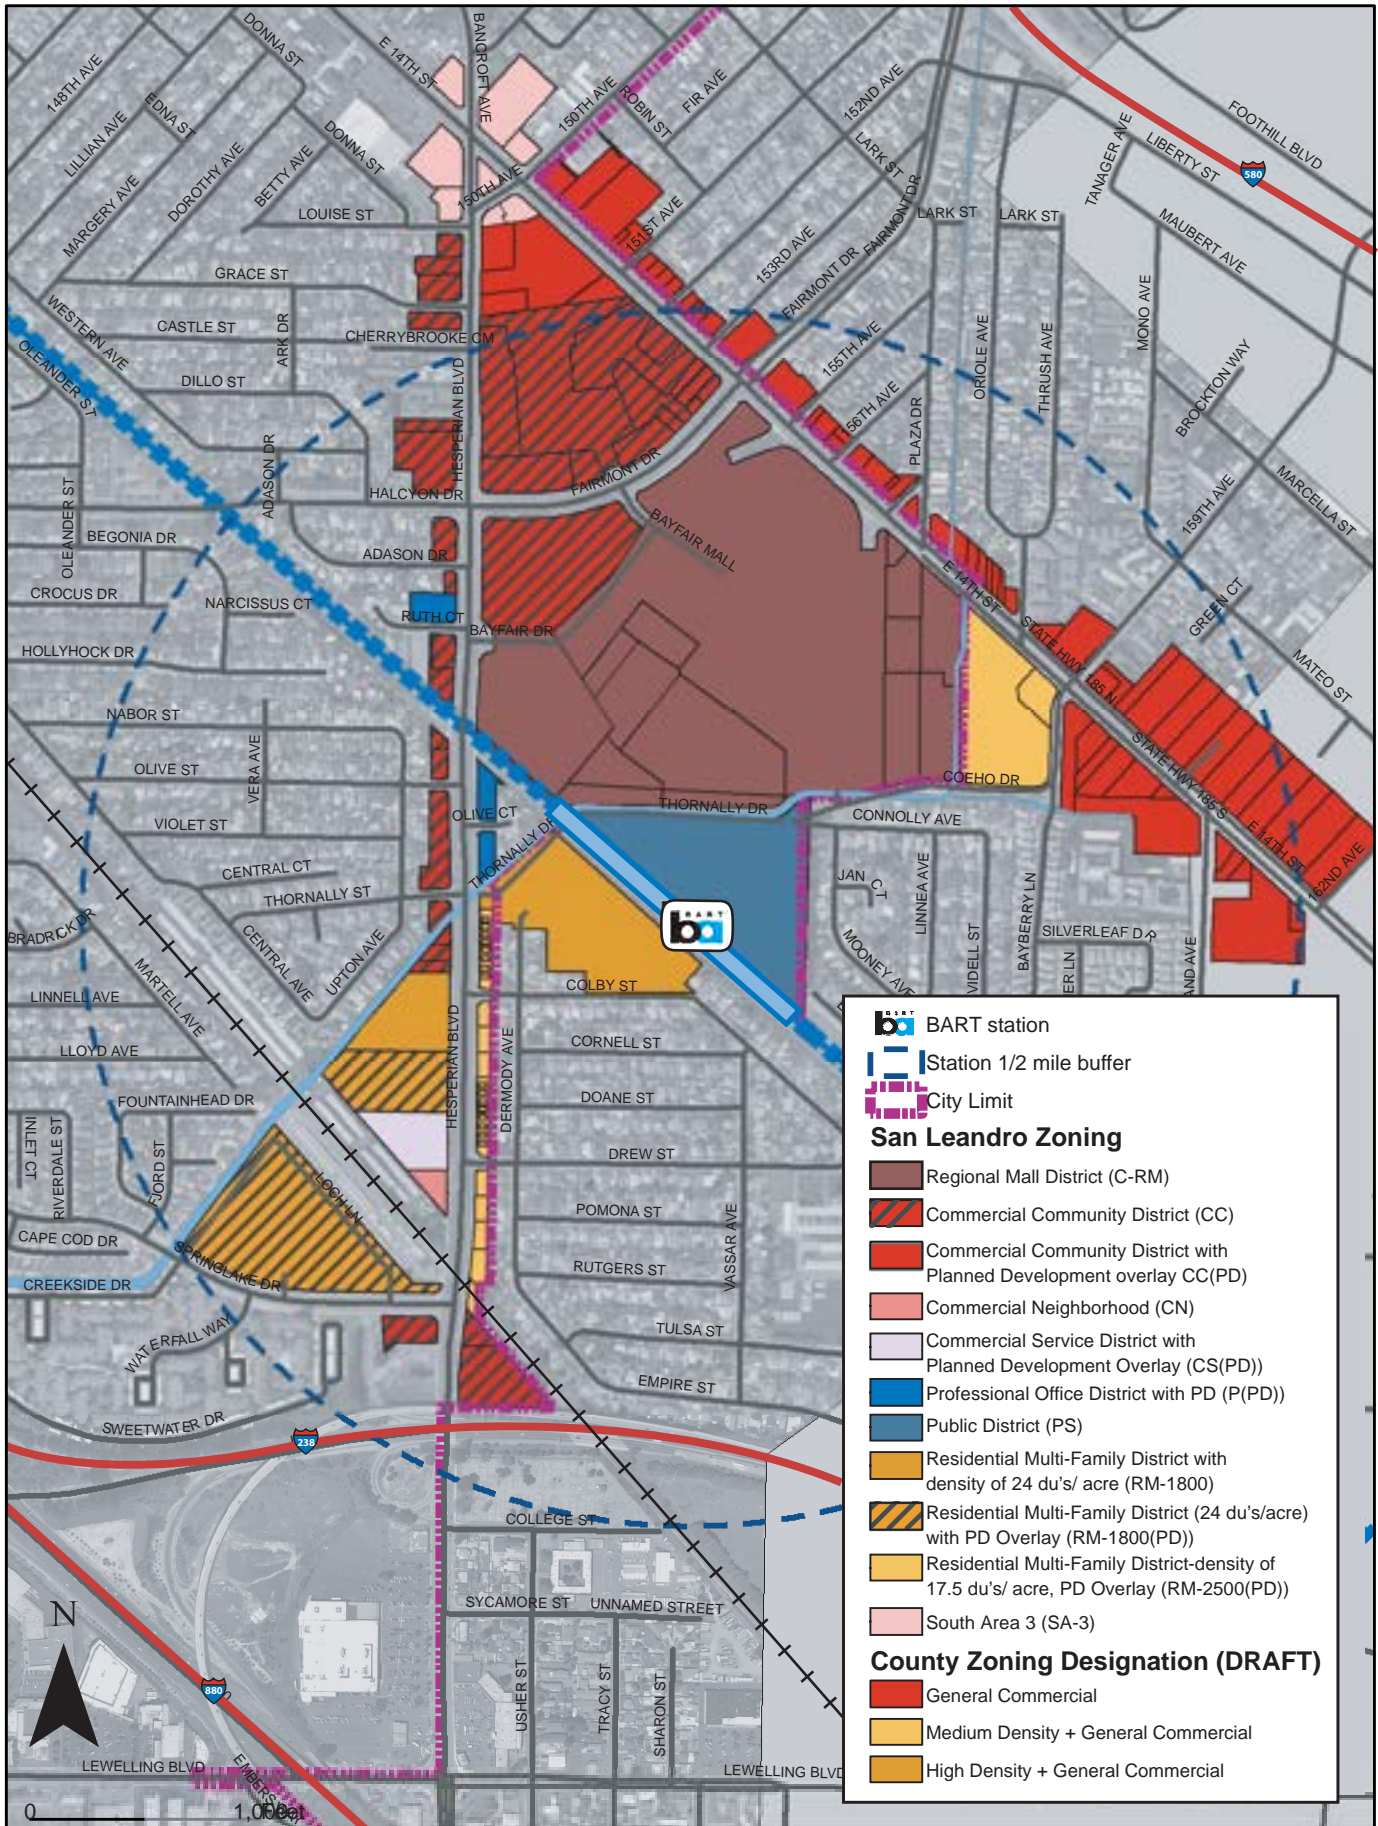 DONNA ST
E 14TH ST
BANCROFT AVE
148TH AVE
EDNA ST
LILLIAN AVE
DOROTHY AVE
DONNA ST
BETTY AVE
MARGERY AVE
LOUISE ST
150TH AVE
150TH AVE
ROBIN ST
FIR AVE
152ND AVE
LARK ST
FAIRMONT DR
LARK ST
LARK ST
TANAGER AVE
LIBERTY ST
FOOTHILL BLVD
580
MAUBERT AVE
151ST AVE
153RD AVE
FAIRMONT DR
GRACE ST
WESTERN AVE
CASTLE ST
ARK DR
CHERRYBROOKE CM
OLEANDER ST
DILLO ST
HESPERIAN BLVD
155TH AVE
156TH AVE
PLAZA DR
ORIOLE AVE
THRUSH AVE
MONO AVE
BROCKTON WAY
MARCELLA ST
159TH AVE
ADASON DR
HALCYON DR
FAIRMONT DR
OLEANDER ST
BEGONIA DR
ADASON DR
BAYFAIR MALL
CROCUS DR
NARCISSUS CT
RUTH CT
BAYFAIR DR
HOLLYHOCK DR
E 14TH ST
STATE HWY 185 N
GREEN CT
MATEO ST
NABOR ST
VERA AVE
OLIVE ST
VIOLET ST
OLIVE CT
THORNALLY DR
THORNALLY DR
COEHO DR
CONNOLLY AVE
STATE HWY 185 S
E 14TH ST
162ND AVE
CENTRAL CT
THORNALLY ST
CENTRAL AVE
UPTON AVE
BRADRICK DR
MARTELL AVE
LINNELL AVE
LLOYD AVE
BART
ba
JAN CT
LINNEA AVE
MOONEY AVE
VIDELL ST
BAYBERRY LN
SILVERLEAF DR
ER LN
AND AVE
COLBY ST
HESPERIAN BLVD
DERMODY AVE
CORNELL ST
DOANE ST
DREW ST
POMONA ST
VASSAR AVE
RUTGERS ST
TULSA ST
EMPIRE ST
FOUNTAINHEAD DR
INLET CT
RIVERDALE ST
FJORD ST
LOCH LN
CAPE COD DR
SPRINGLAKE DR
CREEKSIDE DR
WATERFALL WAY
SWEETWATER DR
238
COLLEGE ST
SYCAMORE ST
UNNAMED STREET
USHER ST
TRACY ST
SHARON ST
880
EMBERS
LEWELLING BLVD
LEWELLING BLVD
N
0
1,000
Feet
BART
ba
BART station
Station 1/2 mile buffer
City Limit
San Leandro Zoning
Regional Mall District (C-RM)
Commercial Community District (CC)
Commercial Community District with
Planned Development overlay CC(PD)
Commercial Neighborhood (CN)
Commercial Service District with
Planned Development Overlay (CS(PD))
Professional Office District with PD (P(PD))
Public District (PS)
Residential Multi-Family District with
density of 24 du's/ acre (RM-1800)
Residential Multi-Family District (24 du's/acre)
with PD Overlay (RM-1800(PD))
Residential Multi-Family District-density of
17.5 du's/ acre, PD Overlay (RM-2500(PD))
South Area 3 (SA-3)
County Zoning Designation (DRAFT)
General Commercial
Medium Density + General Commercial
High Density + General Commercial